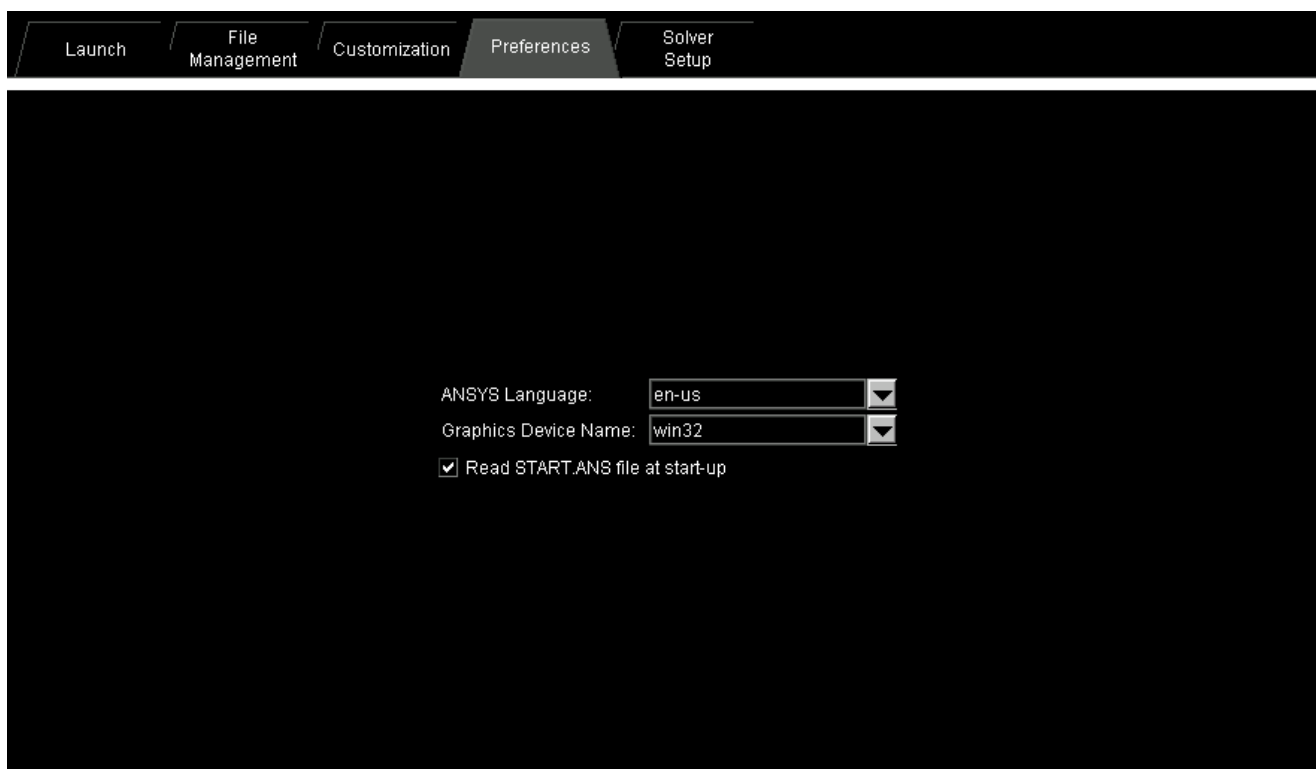 Launch
File
Management
Customization
Preferences
Solver
Setup
ANSYS Language: en-us
Graphics Device Name: win32
Read START.ANS file at start-up